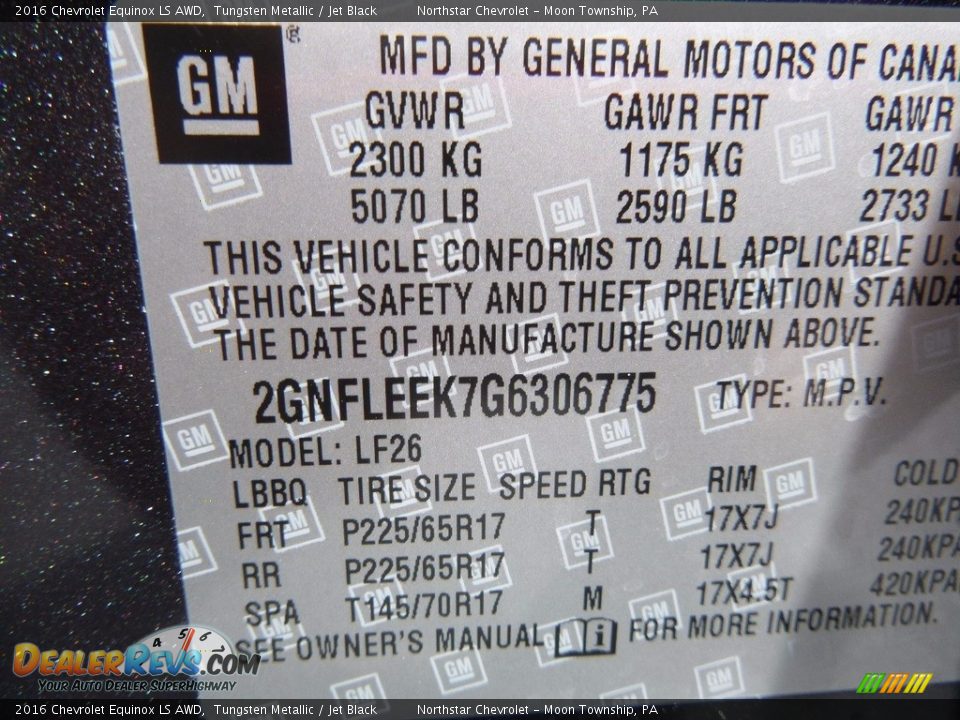 2016 Chevrolet Equinox LS AWD, Tungsten Metallic / Jet Black Northstar Chevrolet - Moon Township, PA
GM ®
MFD BY GENERAL MOTORS OF CANA
GVWR GAWR FRT GAWR
2300 KG 1175 KG 1240 K
5070 LB 2590 LB 2733 LB
THIS VEHICLE CONFORMS TO ALL APPLICABLE U.S
VEHICLE SAFETY AND THEFT PREVENTION STANDA
THE DATE OF MANUFACTURE SHOWN ABOVE.
2GNFLEEK7G6306775 TYPE: M.P.V.
MODEL: LF26
LBBQ TIRE SIZE SPEED RTG RIM COLD
FRT P225/65R17 T 17X7J 240KP
RR P225/65R17 T 17X7J 240KPA
SPA T145/70R17 M 17X4.5T 420KPA
SEE OWNER'S MANUAL i FOR MORE INFORMATION.
4 5 6
DealerRevs.com
Your Auto Dealer SuperHighway
2016 Chevrolet Equinox LS AWD, Tungsten Metallic / Jet Black Northstar Chevrolet - Moon Township, PA